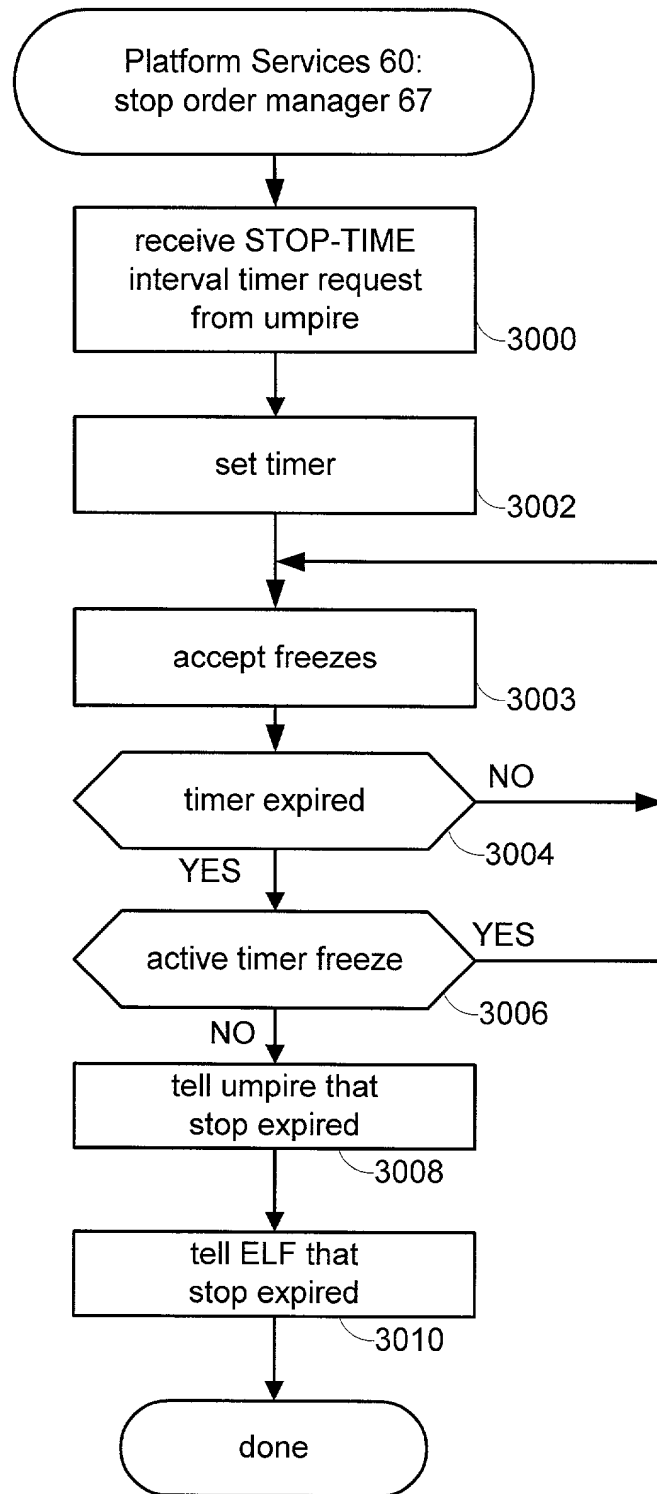 Platform Services 60:
stop order manager 67
receive STOP-TIME
interval timer request
from umpire
3000
set timer
3002
accept freezes
3003
timer expired
NO
3004
YES
active timer freeze
YES
3006
NO
tell umpire that
stop expired
3008
tell ELF that
stop expired
3010
done